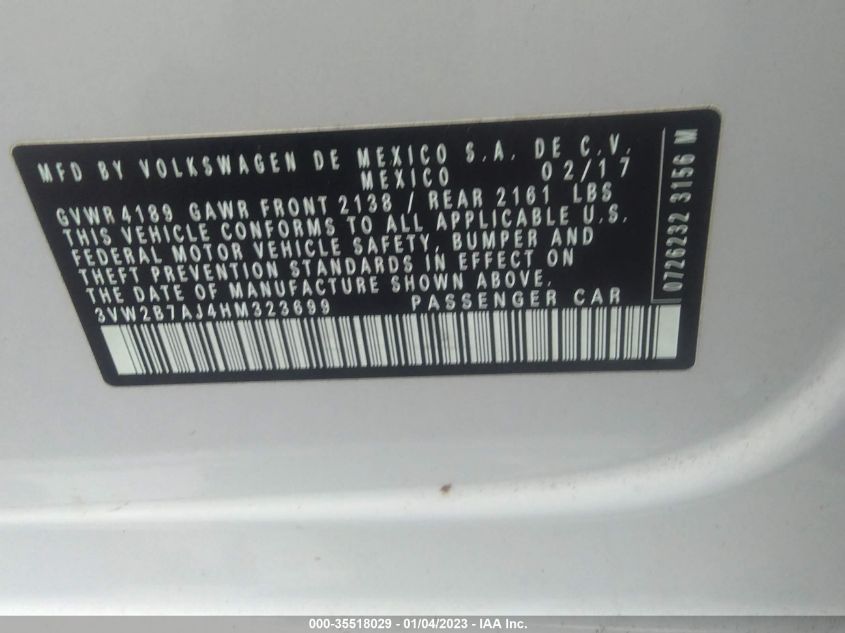 MFD BY VOLKSWAGEN DE MEXICO S.A. DE C.V.
MEXICO 02/17
GVWR 4189 GAWR FRONT 2138 / REAR 2161 LBS
THIS VEHICLE CONFORMS TO ALL APPLICABLE U.S.
FEDERAL MOTOR VEHICLE SAFETY, BUMPER AND
THEFT PREVENTION STANDARDS IN EFFECT ON
THE DATE OF MANUFACTURE SHOWN ABOVE.
3VW2B7AJ4HM323699 PASSENGER CAR
0726232 3156 M
000-35518029 - 01/04/2023 - IAA Inc.